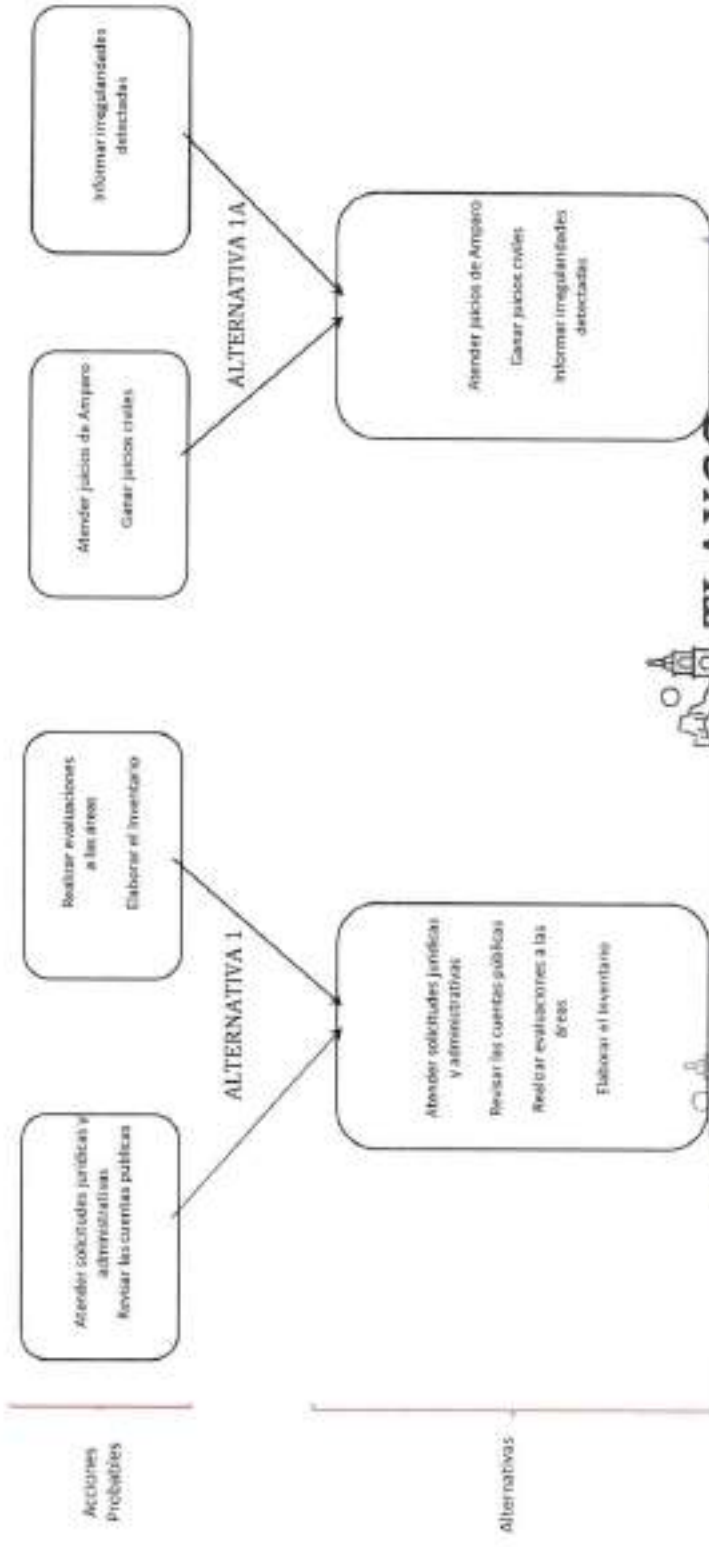 Acciones
Probables
Atender solicitudes jurídicas y
administrativas
Revisar las cuentas publicas
Realizar evaluaciones
a las áreas
Elaborar el Inventario
Atender juicios de Amparo
Ganar juicios civiles
Informar irregularidades
detectadas
ALTERNATIVA 1
ALTERNATIVA 1A
Alternativas
Atender solicitudes jurídicas
y administrativas
Revisar las cuentas públicas
Realizar evaluaciones a las
áreas
Elaborar el Inventario
Atender juicios de Amparo
Ganar juicios civiles
Informar irregularidades
detectadas